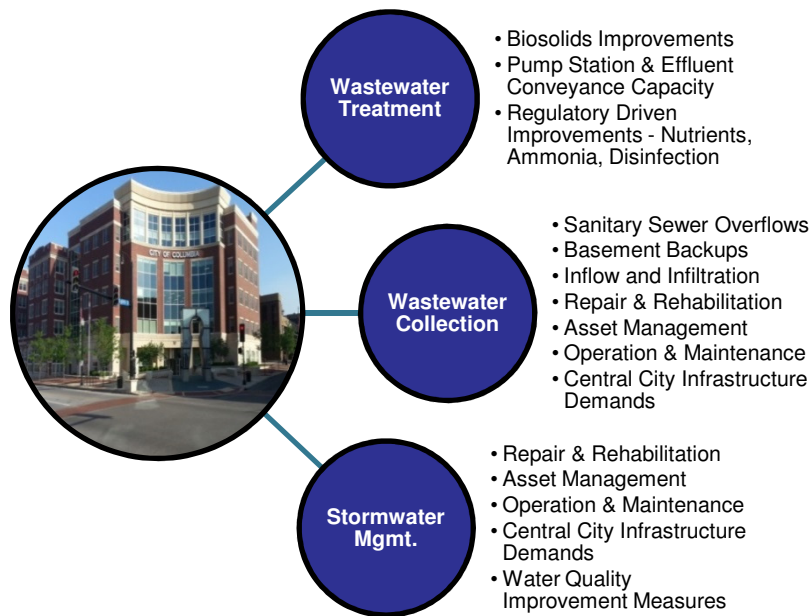 Wastewater
Treatment
• Biosolids Improvements
• Pump Station & Effluent
Conveyance Capacity
• Regulatory Driven
Improvements - Nutrients,
Ammonia, Disinfection
CITY OF COLUMBIA
Wastewater
Collection
• Sanitary Sewer Overflows
• Basement Backups
• Inflow and Infiltration
• Repair & Rehabilitation
• Asset Management
• Operation & Maintenance
• Central City Infrastructure
Demands
Stormwater
Mgmt.
• Repair & Rehabilitation
• Asset Management
• Operation & Maintenance
• Central City Infrastructure
Demands
• Water Quality
Improvement Measures